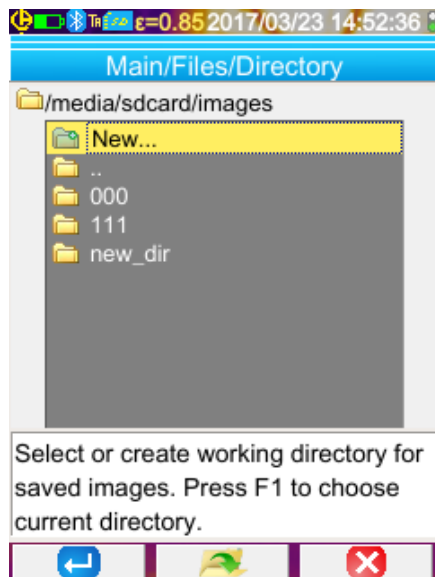 ε=0.85 2017/03/23 14:52:36
Main/Files/Directory
/media/sdcard/images
New...
..
000
111
new_dir
Select or create working directory for
saved images. Press F1 to choose
current directory.